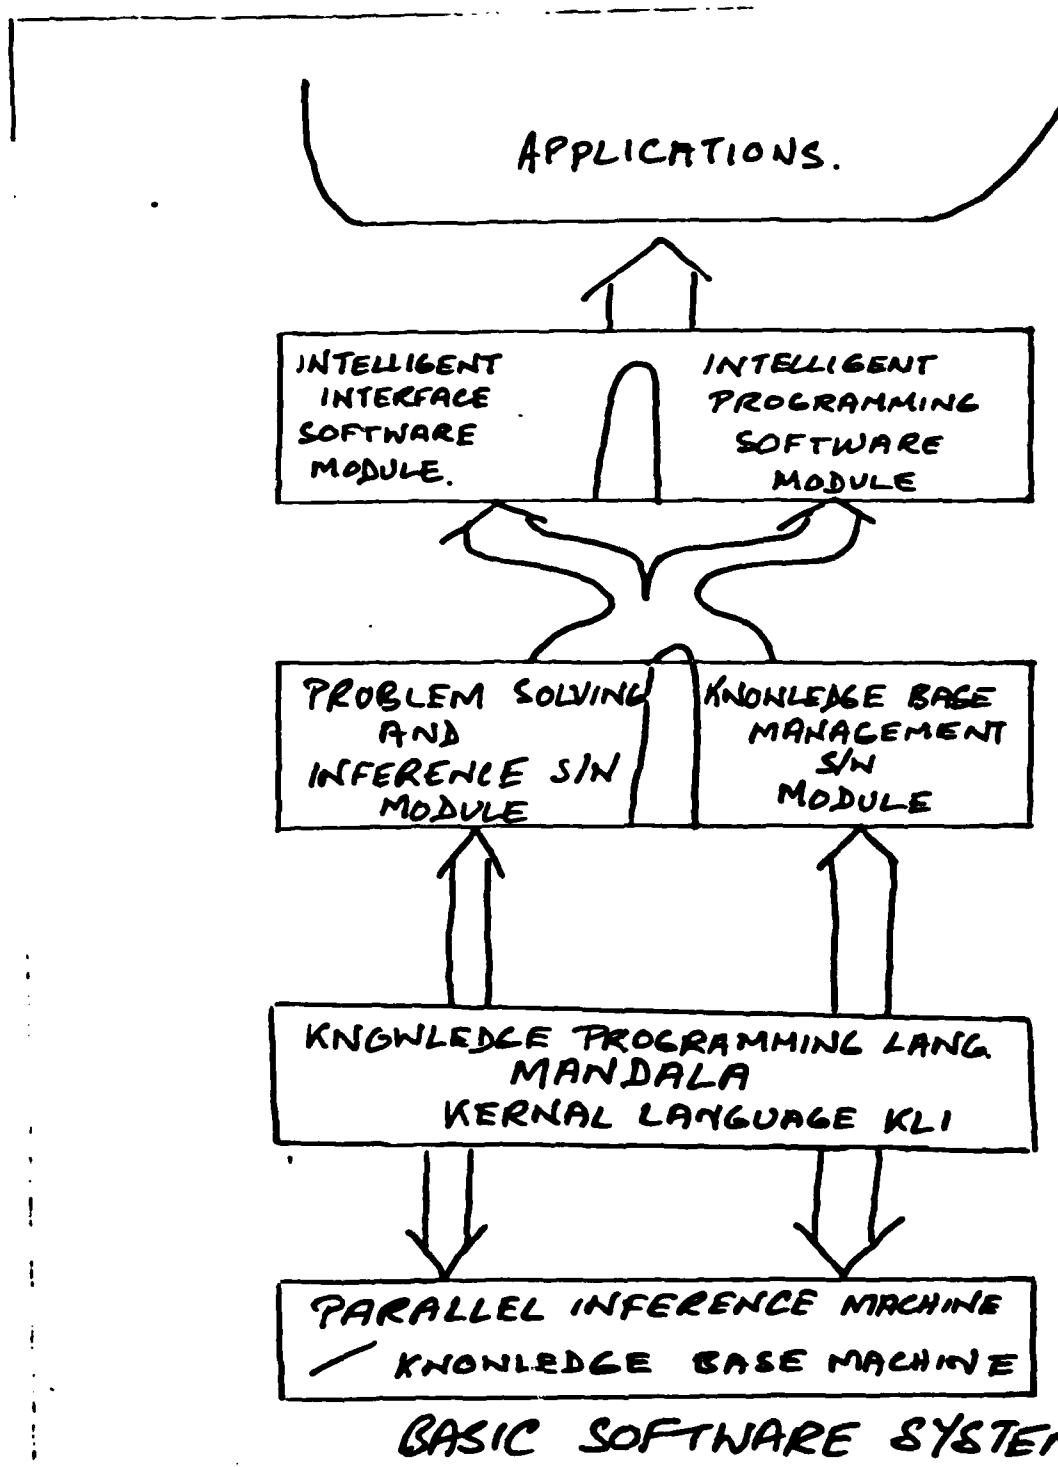 APPLICATIONS.
INTELLIGENT
INTERFACE
SOFTWARE
MODULE.
INTELLIGENT
PROGRAMMING
SOFTWARE
MODULE
PROBLEM SOLVING
AND
INFERENCE S/W
MODULE
KNOWLEDGE BASE
MANAGEMENT
S/W
MODULE
KNOWLEDGE PROGRAMMING LANG.
MANDALA
KERNAL LANGUAGE KL1
PARALLEL INFERENCE MACHINE
/ KNOWLEDGE BASE MACHINE
BASIC SOFTWARE SYSTEM